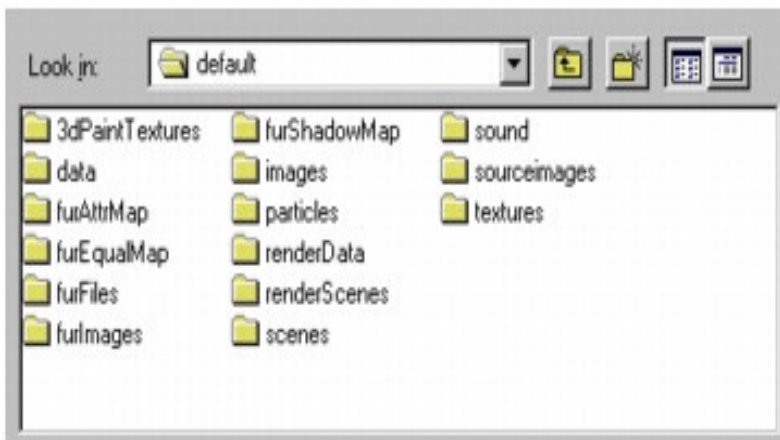 Look in: default
3dPaintTextures
data
furAttrMap
furEqualMap
furFiles
furImages
furShadowMap
images
particles
renderData
renderScenes
scenes
sound
sourceimages
textures